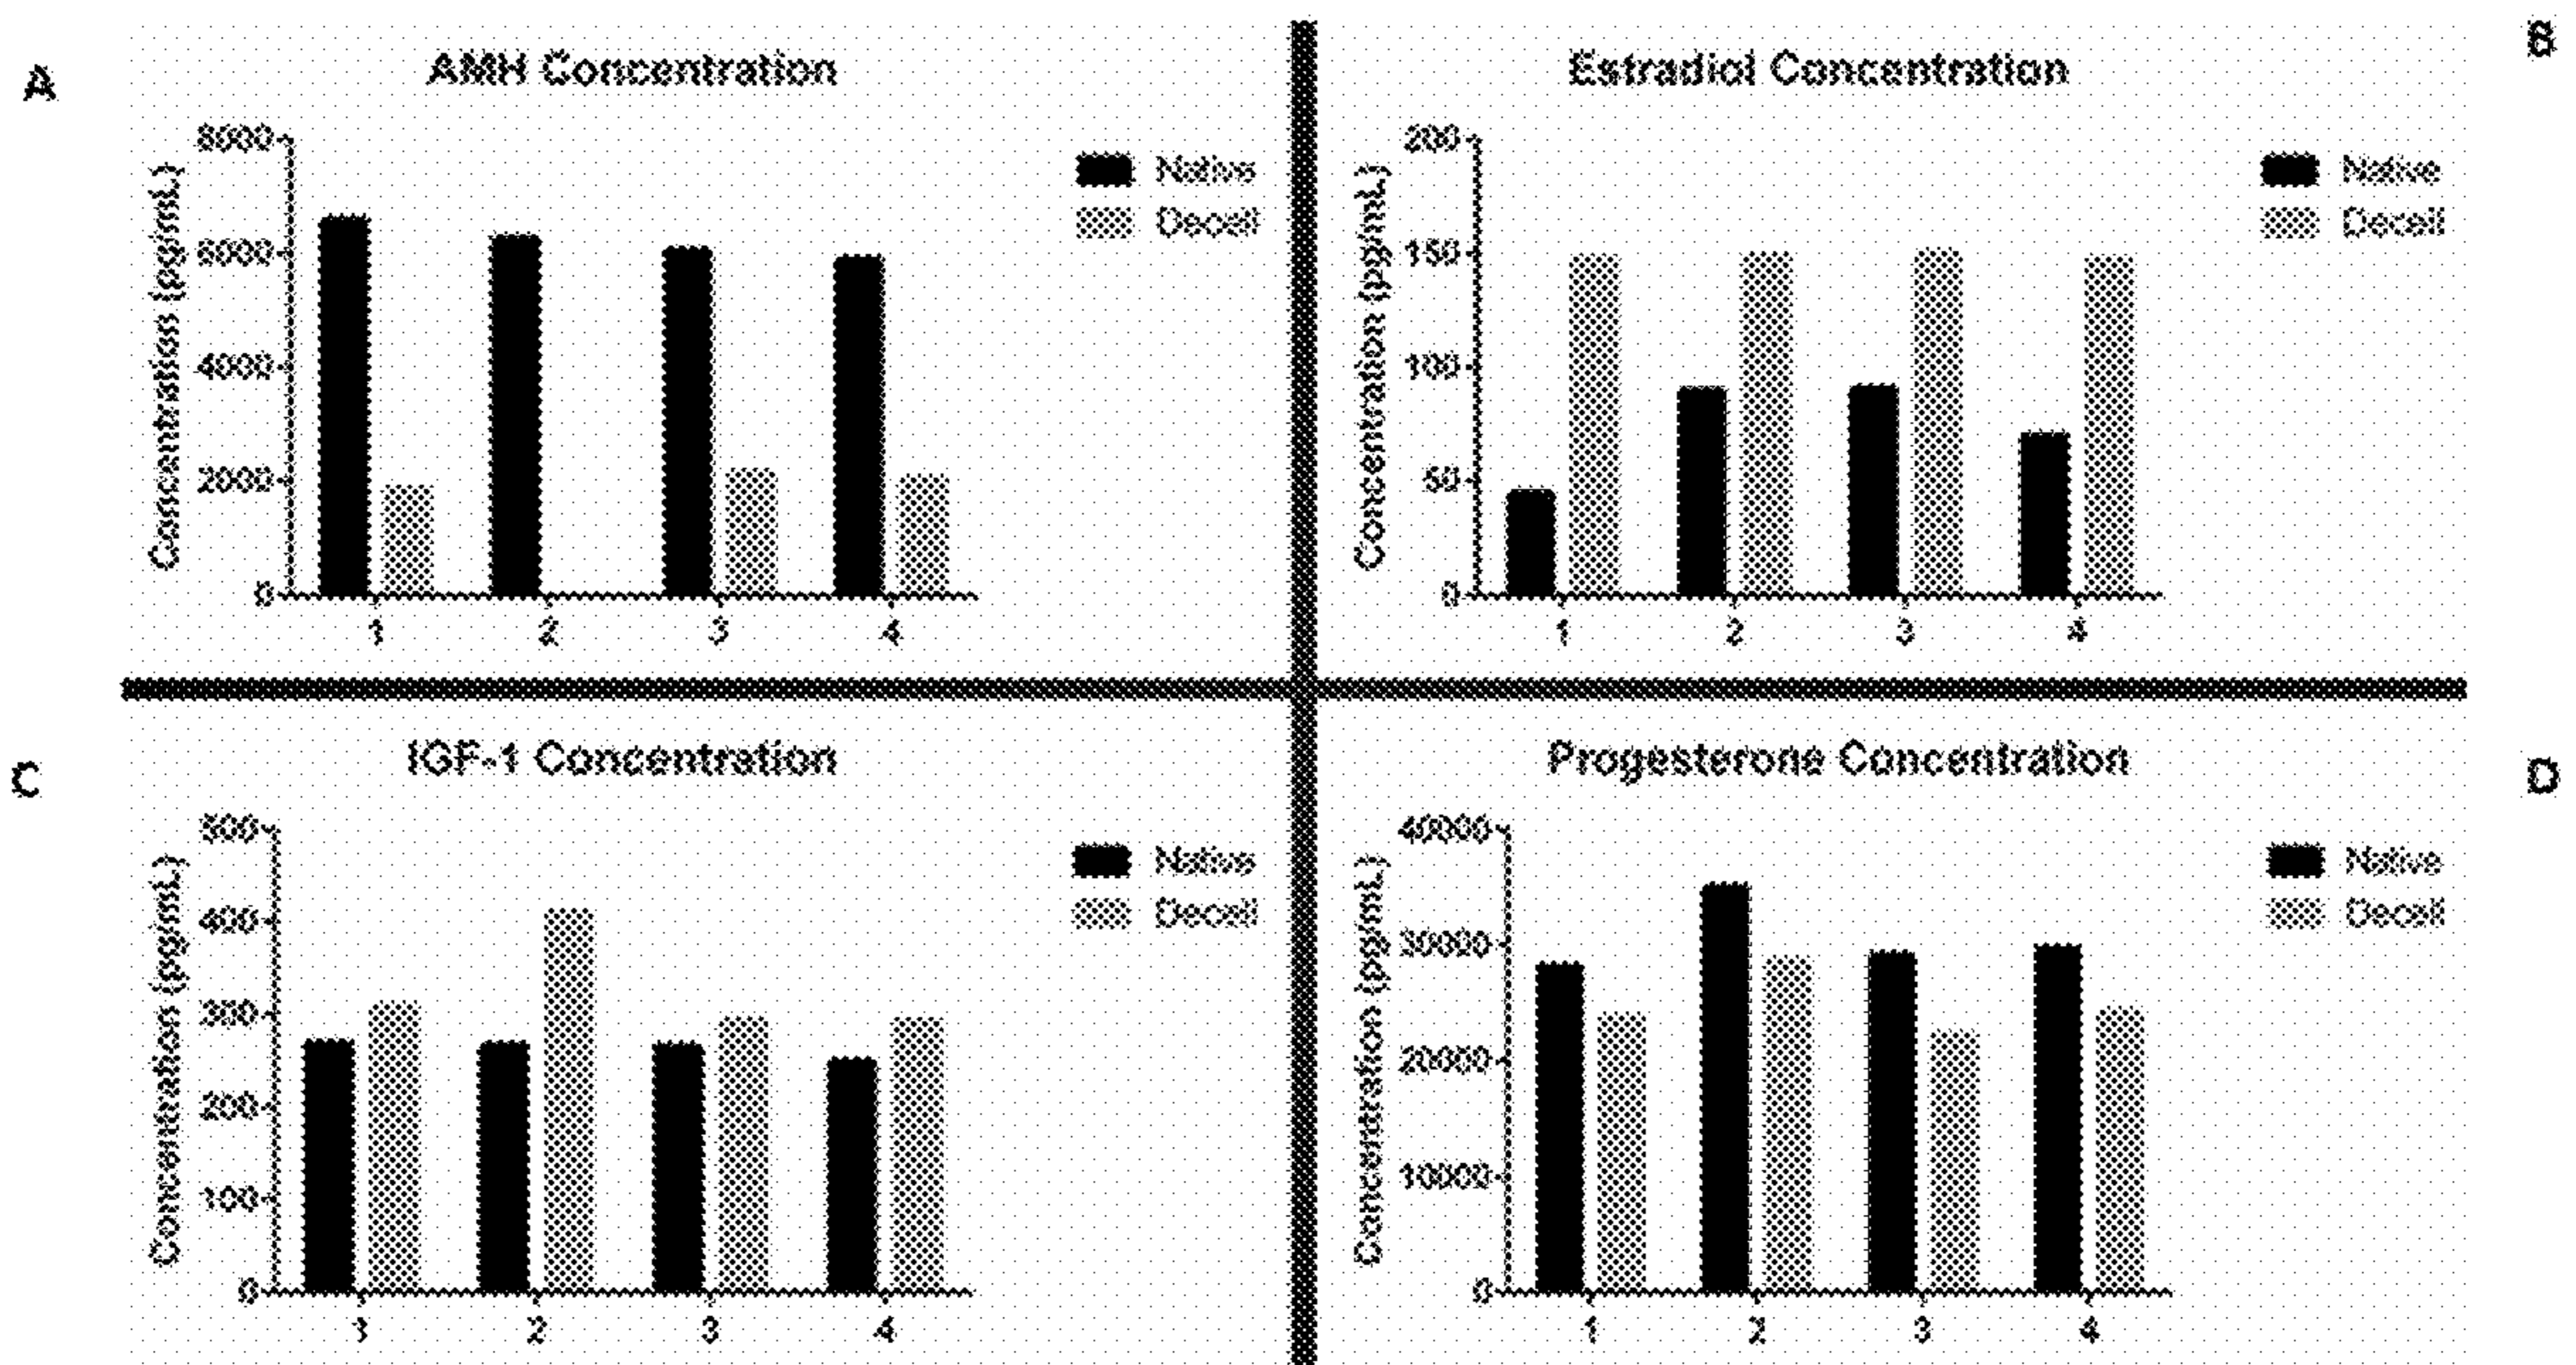 A
AMH Concentration
Concentration (pg/mL)
8000
6000
4000
2000
0
1 2 3 4
Native
Decell
B
Estradiol Concentration
Concentration (pg/mL)
200
150
100
50
0
1 2 3 4
Native
Decell
C
IGF-1 Concentration
Concentration (pg/mL)
500
400
300
200
100
0
1 2 3 4
Native
Decell
D
Progesterone Concentration
Concentration (pg/mL)
40000
30000
20000
10000
0
1 2 3 4
Native
Decell